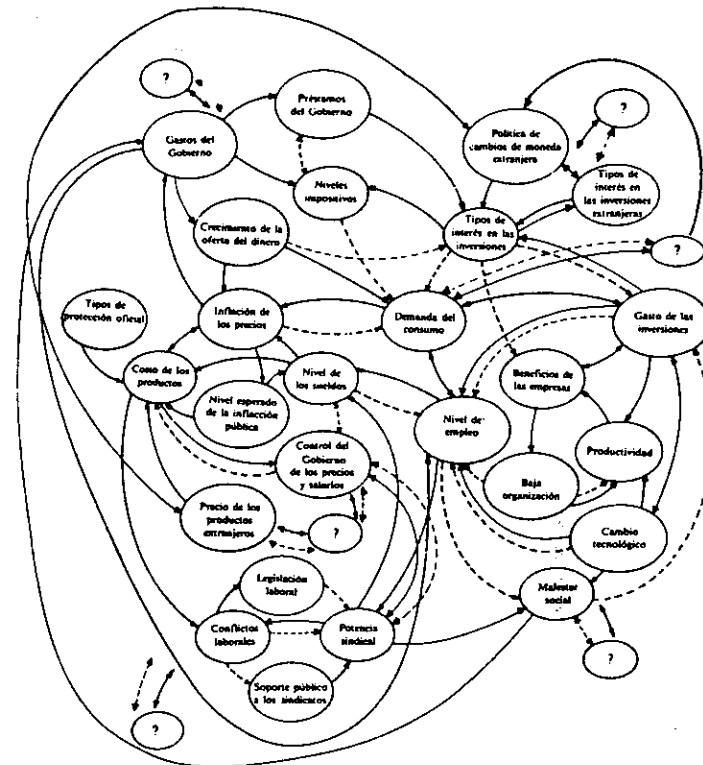 ?
Préstamos
del Gobierno
Gastos del
Gobierno
Política de
cambios de moneda
extranjera
?
Tipos de
interés en
las inversiones
extranjeras
Niveles
impositivos
Crecimiento de la
oferta del dinero
Tipos de
interés en las
inversiones
?
Tipos de
protección oficial
Inflación de
los precios
Demanda del
consumo
Gasto de las
inversiones
Costo de los
productos
Nivel de
los sueldos
Beneficios de
las empresas
Nivel esperado
de la inflacción
pública
Nivel de
empleo
Control del
Gobierno
de los precios
y salarios
Productividad
Baja
organización
Precio de los
productos
extranjeros
?
Cambio
tecnológico
Legislación
laboral
Malestar
social
Conflictos
laborales
Potencia
sindical
?
Soporte público
a los sindicatos
?